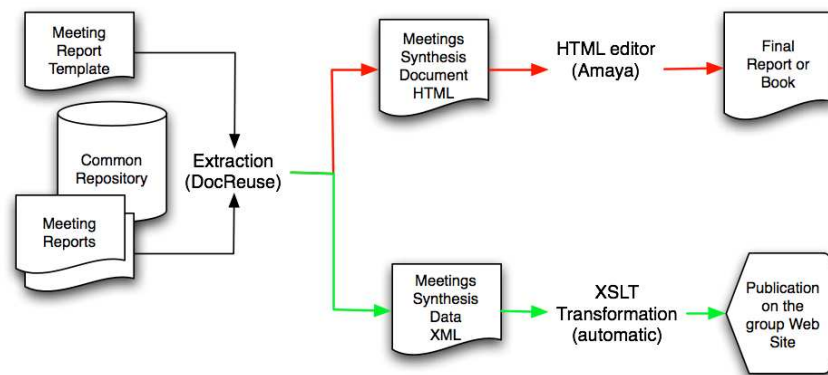 Meeting
Report
Template
Common
Repository
Meeting
Reports
Extraction
(DocReuse)
Meetings
Synthesis
Document
HTML
HTML editor
(Amaya)
Final
Report or
Book
Meetings
Synthesis
Data
XML
XSLT
Transformation
(automatic)
Publication
on the
group Web
Site